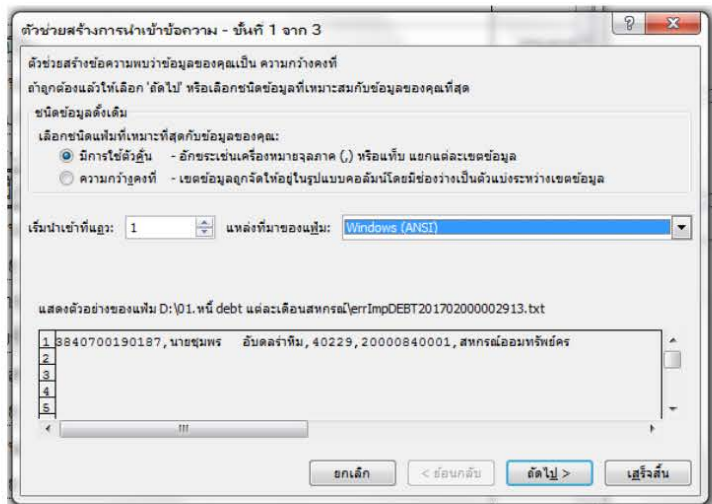 ตัวช่วยสร้างการนำเข้าข้อความ - ขั้นที่ 1 จาก 3
ตัวช่วยสร้างข้อความพบว่าข้อมูลของคุณเป็น ความกว้างคงที่
ถ้าถูกต้องแล้วให้เลือก 'ถัดไป' หรือเลือกชนิดข้อมูลที่เหมาะสมกับข้อมูลของคุณที่สุด
ชนิดข้อมูลดั้งเดิม
เลือกชนิดแฟ้มที่เหมาะที่สุดกับข้อมูลของคุณ:
มีการใช้ตัวคั่น - อักขระเช่นเครื่องหมายจุลภาค (,) หรือแท็บ แยกแต่ละเขตข้อมูล
ความกว้างคงที่ - เขตข้อมูลถูกจัดให้อยู่ในรูปแบบคอลัมน์โดยมีช่องว่างเป็นตัวแบ่งระหว่างเขตข้อมูล
เริ่มนำเข้าที่แถว: 1 แหล่งที่มาของแฟ้ม: Windows (ANSI)
แสดงตัวอย่างของแฟ้ม D:\01.หนี้ debt แต่ละเดือนสหกรณ์\errImpDEBT201702000002913.txt
1 3840700190187,นายชุมพร อับดลร่าหิม,40229,20000840001,สหกรณ์ออมทรัพย์คร
2
3
4
5
ยกเลิก < ย้อนกลับ ถัดไป > เสร็จสิ้น